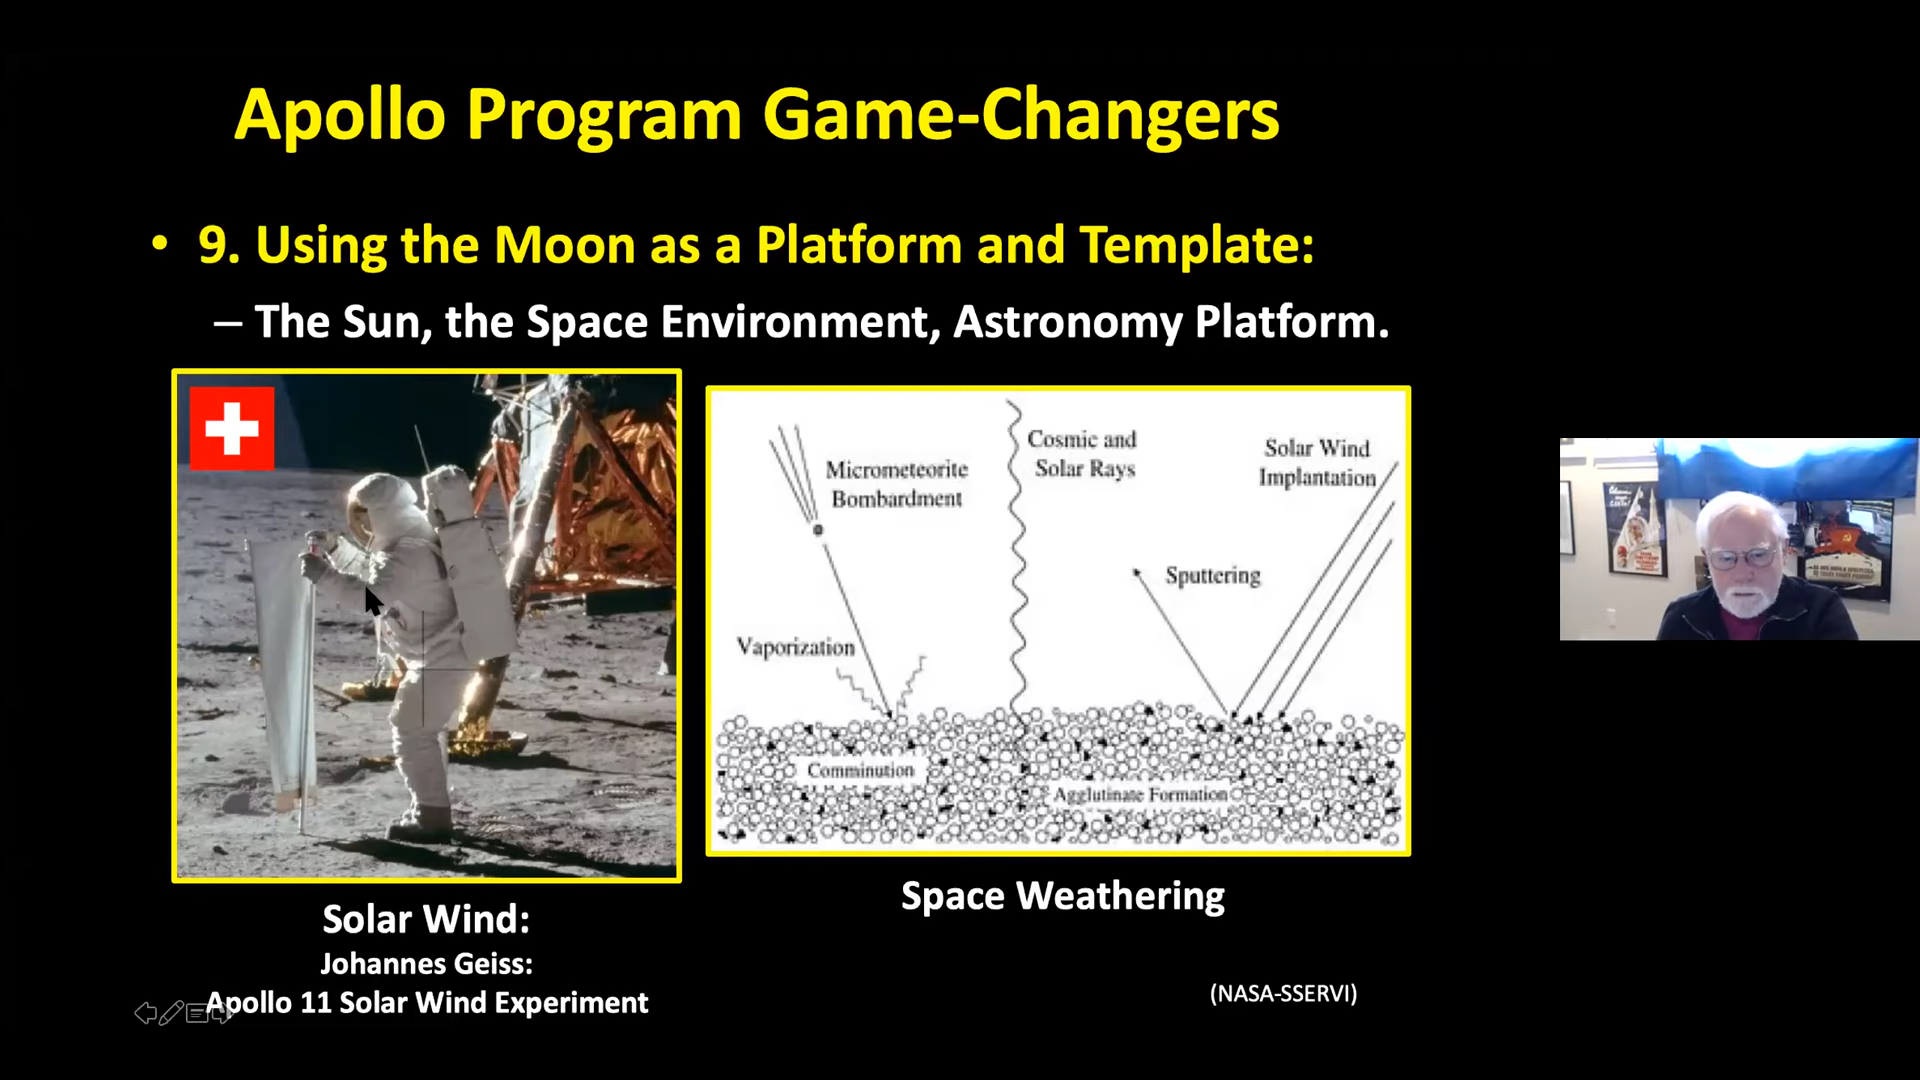 Apollo Program Game-Changers
• 9. Using the Moon as a Platform and Template:
– The Sun, the Space Environment, Astronomy Platform.
Micrometeorite
Bombardment
Cosmic and
Solar Rays
Solar Wind
Implantation
Sputtering
Vaporization
Comminution
Agglutinate Formation
Solar Wind:
Johannes Geiss:
Apollo 11 Solar Wind Experiment
Space Weathering
(NASA-SSERVI)